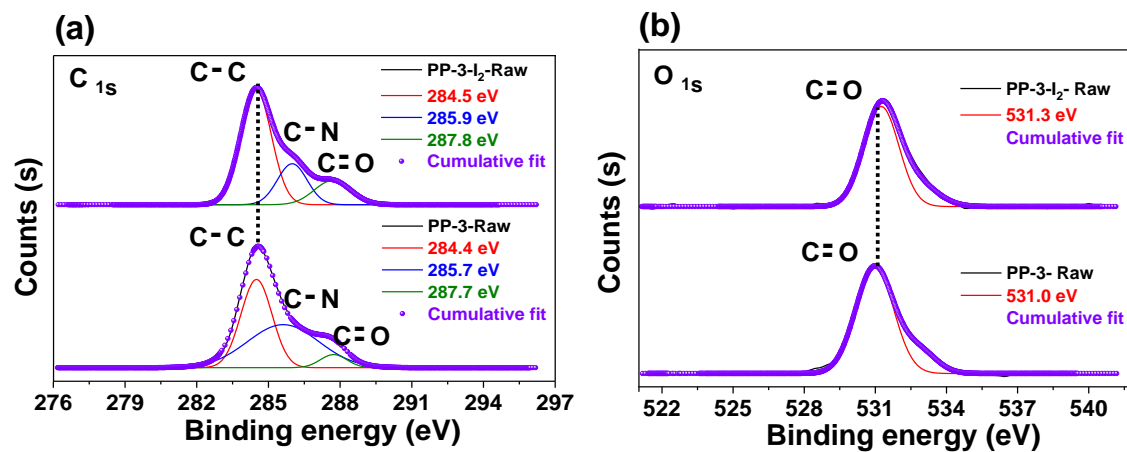 (a)
C 1s
C-C
C-N
C=O
PP-3-I2-Raw
284.5 eV
285.9 eV
287.8 eV
Cumulative fit
C-C
C-N
C=O
PP-3-Raw
284.4 eV
285.7 eV
287.7 eV
Cumulative fit
Counts (s)
276 279 282 285 288 291 294 297
Binding energy (eV)
(b)
O 1s
C=O
PP-3-I2- Raw
531.3 eV
Cumulative fit
C=O
PP-3- Raw
531.0 eV
Cumulative fit
Counts (s)
522 525 528 531 534 537 540
Binding energy (eV)